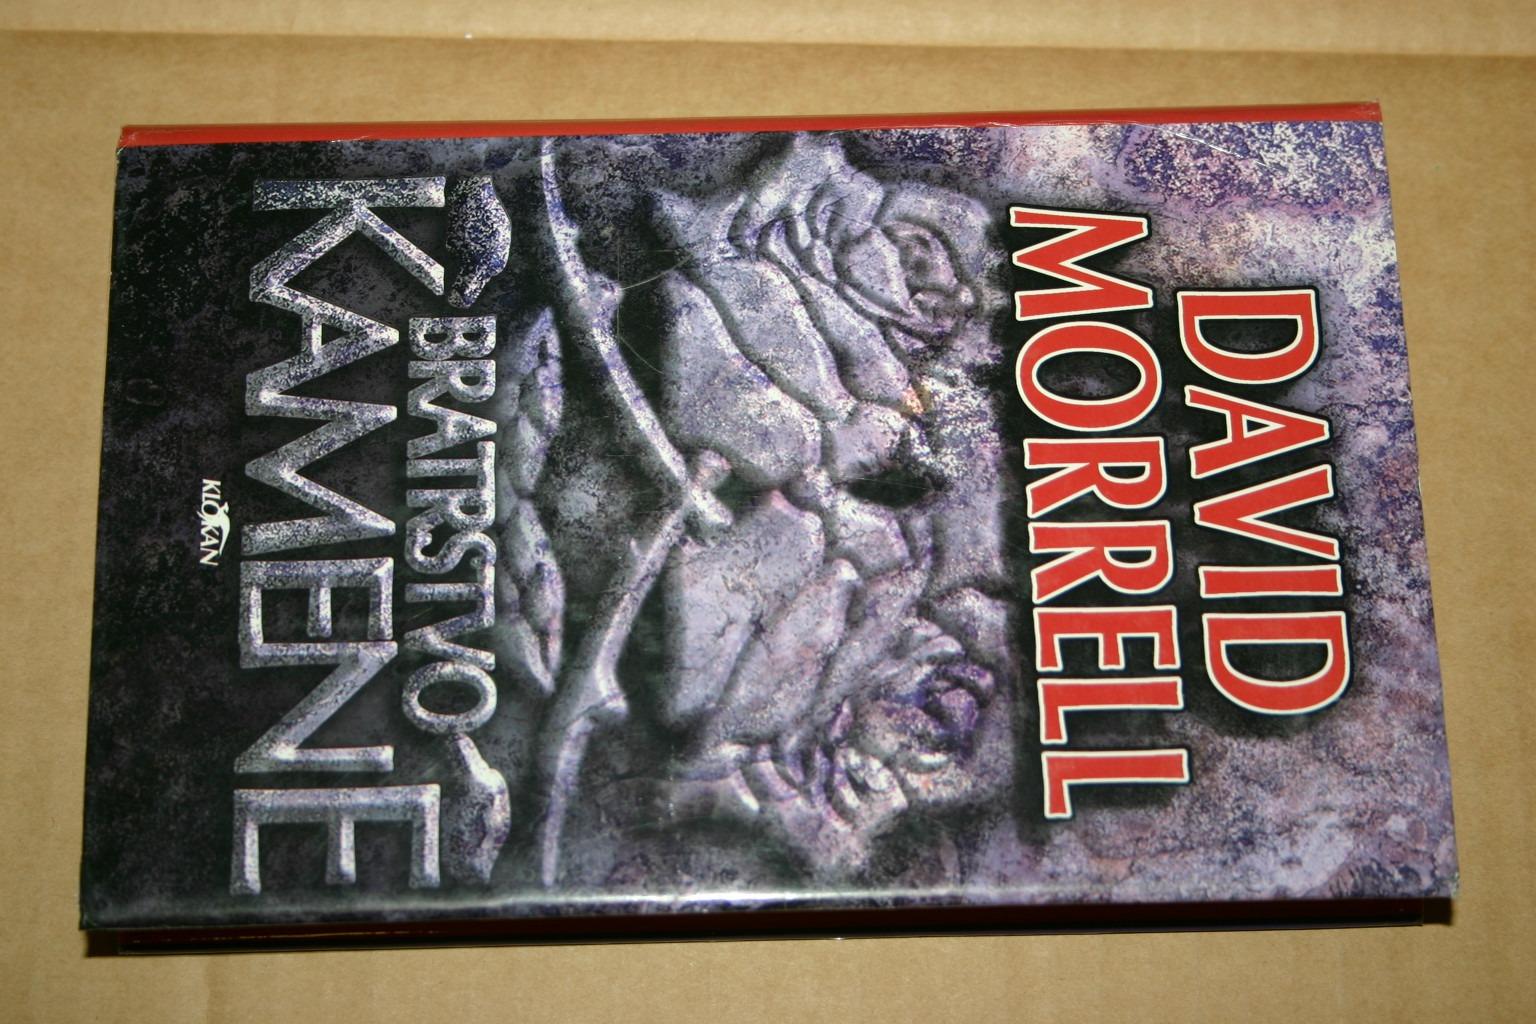 DAVID
MORRELL
BRATRSTVO
KAMENE
KLOKAN